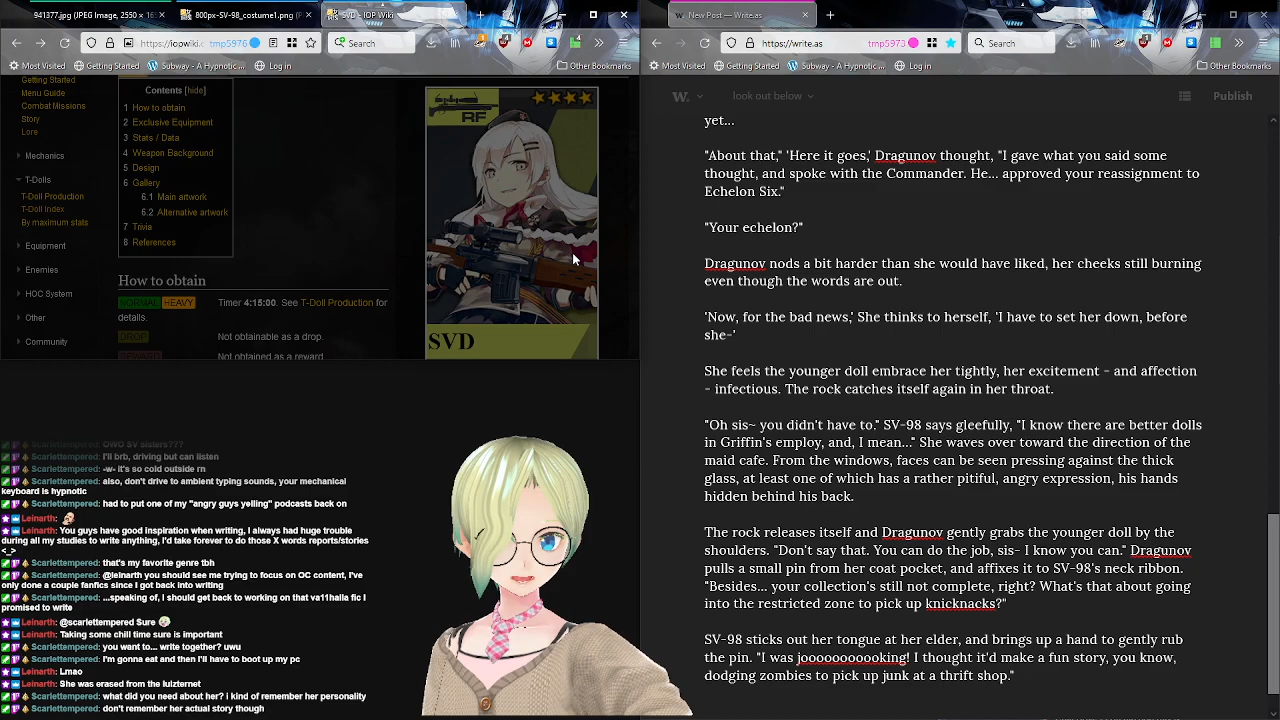 941377.jpg (JPEG Image, 2550 × 16
800px-SV-98_costume1.png (P
SVD - IOP Wiki
New Post — Write.as
https://iopwiki.c
tmp5976
Search
https://write.as
tmp5973
Search
Most Visited
Getting Started
Subway - A Hypnotic ...
Log in
Other Bookmarks
Most Visited
Getting Started
Subway - A Hypnotic ...
Log in
Other Bookmarks
Getting Started
Menu Guide
Combat Missions
Story
Lore
Mechanics
T-Dolls
T-Doll Production
T-Doll Index
By maximum stats
Equipment
Enemies
HOC System
Other
Community
Contents [hide]
1 How to obtain
2 Exclusive Equipment
3 Stats / Data
4 Weapon Background
5 Design
6 Gallery
6.1 Main artwork
6.2 Alternative artwork
7 Trivia
8 References
How to obtain
NORMAL HEAVY Timer 4:15:00. See T-Doll Production for
details.
DROP Not obtainable as a drop.
REWARD Not obtained as a reward
RF
SVD
Scarlettempered: OWO SV sisters???
Scarlettempered: I'll brb, driving but can listen
Scarlettempered: -w- It's so cold outside rn
Scarlettempered: also, don't drive to ambient typing sounds, your mechanical
keyboard is hypnotic
Scarlettempered: had to put one of my "angry guys yelling" podcasts back on
Leinarth:
Leinarth: You guys have good inspiration when writing, I always had huge trouble
during all my studies to write anything, I'd take forever to do those X words reports/stories
<_>
Scarlettempered: that's my favorite genre tbh
Scarlettempered: @leinarth you should see me trying to focus on OC content, I've
only done a couple fanfics since I got back into writing
Scarlettempered: ...speaking of, I should get back to working on that va11halla fic I
promised to write
Leinarth: @scarlettempered $ure
Leinarth: Taking some chill time sure is important
Scarlettempered: you want to... write together? uwu
Scarlettempered: I'm gonna eat and then I'll have to boot up my pc
Leinarth: Lmao
Leinarth: She was erased from the lulzternet
Scarlettempered: what did you need about her? i kind of remember her personality
Scarlettempered: don't remember her actual story though
W.
look out below
Publish
yet...
"About that," 'Here it goes,' Dragunov thought, "I gave what you said some
thought, and spoke with the Commander. He... approved your reassignment to
Echelon Six."
"Your echelon?"
Dragunov nods a bit harder than she would have liked, her cheeks still burning
even though the words are out.
'Now, for the bad news,' She thinks to herself, 'I have to set her down, before
she-'
She feels the younger doll embrace her tightly, her excitement - and affection
- infectious. The rock catches itself again in her throat.
"Oh sis~ you didn't have to." SV-98 says gleefully, "I know there are better dolls
in Griffin's employ, and, I mean..." She waves over toward the direction of the
maid cafe. From the windows, faces can be seen pressing against the thick
glass, at least one of which has a rather pitiful, angry expression, his hands
hidden behind his back.
The rock releases itself and Dragunov gently grabs the younger doll by the
shoulders. "Don't say that. You can do the job, sis- I know you can." Dragunov
pulls a small pin from her coat pocket, and affixes it to SV-98's neck ribbon.
"Besides... your collection's still not complete, right? What's that about going
into the restricted zone to pick up knicknacks?"
SV-98 sticks out her tongue at her elder, and brings up a hand to gently rub
the pin. "I was joooooooooking! I thought it'd make a fun story, you know,
dodging zombies to pick up junk at a thrift shop."